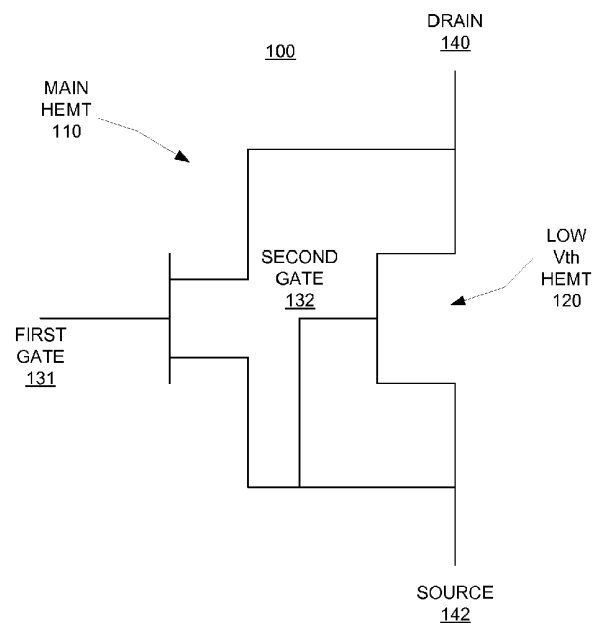 DRAIN
140
100
MAIN
HEMT
110
LOW
Vth
HEMT
120
SECOND
GATE
132
FIRST
GATE
131
SOURCE
142